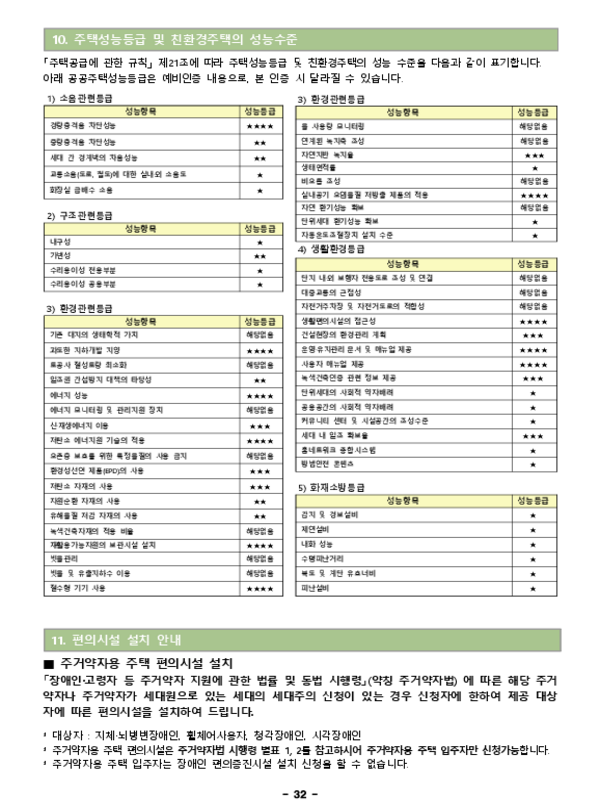 10. 주택성능등급 및 친환경주택의 성능수준
「주택공급에 관한 규칙」 제21조에 따라 주택성능등급 및 친환경주택의 성능 수준을 다음과 같이 표기합니다.
아래 공공주택성능등급은 예비인증 내용으로, 본 인증 시 달라질 수 있습니다.
1) 소음관련등급
성능항목 성능등급
경량충격음 차단성능 ★★★★
중량충격음 차단성능 ★★
세대 간 경계벽의 차음성능 ★★
교통소음(도로, 철도)에 대한 실내외 소음도 ★
화장실 급배수 소음 ★
2) 구조관련등급
성능항목 성능등급
내구성 ★
가변성 ★★
수리용이성 전용부분 ★
수리용이성 공용부분 ★
3) 환경관련등급
성능항목 성능등급
기존 대지의 생태학적 가치 해당없음
과도한 지하개발 지양 ★★★★
토공사 절성토량 최소화 해당없음
일조권 간섭방지 대책의 타당성 ★★
에너지 성능 ★★★★
에너지 모니터링 및 관리지원 장치 해당없음
신·재생에너지 이용 ★★★
저탄소 에너지원 기술의 적용 ★★★★
오존층 보호를 위한 특정물질의 사용 금지 해당없음
환경성선언 제품(EPD)의 사용 ★★★
저탄소 자재의 사용 ★★★
자원순환 자재의 사용 ★★
유해물질 저감 자재의 사용 ★★
녹색건축자재의 적용 비율 해당없음
재활용가능자원의 보관시설 설치 ★★★★
빗물관리 해당없음
빗물 및 유출지하수 이용 해당없음
절수형 기기 사용 ★★★★
3) 환경관련등급
성능항목 성능등급
물 사용량 모니터링 해당없음
연계된 녹지축 조성 해당없음
자연지반 녹지율 ★★★
생태면적률 ★
비오톱 조성 해당없음
실내공기 오염물질 저방출 제품의 적용 ★★★★
자연 환기성능 확보 해당없음
단위세대 환기성능 확보 ★
자동온도조절장치 설치 수준 ★
4) 생활환경등급
성능항목 성능등급
단지 내·외 보행자 전용도로 조성 및 연결 해당없음
대중교통의 근접성 해당없음
자전거주차장 및 자전거도로의 적합성 해당없음
생활편의시설의 접근성 ★★★★
건설현장의 환경관리 계획 ★★★
운영·유지관리 문서 및 매뉴얼 제공 ★★★★
사용자 매뉴얼 제공 ★★★★
녹색건축인증 관련 정보 제공 ★★★
단위세대의 사회적 약자배려 ★
공용공간의 사회적 약자배려 ★
커뮤니티 센터 및 시설공간의 조성수준 ★
세대 내 일조 확보율 ★★★
홈네트워크 종합시스템 ★
방범안전 콘텐츠 ★
5) 화재·소방등급
성능항목 성능등급
감지 및 경보설비 ★
제연설비 ★
내화 성능 ★
수평피난거리 ★
복도 및 계단 유효너비 ★
피난설비 ★
11. 편의시설 설치 안내
■ 주거약자용 주택 편의시설 설치
「장애인·고령자 등 주거약자 지원에 관한 법률 및 동법 시행령」(약칭 주거약자법) 에 따른 해당 주거
약자나 주거약자가 세대원으로 있는 세대의 세대주의 신청이 있는 경우 신청자에 한하여 제공 대상
자에 따른 편의시설을 설치하여 드립니다.
* 대상자 : 지체·뇌병변장애인, 휠체어사용자, 청각장애인, 시각장애인
* 주거약자용 주택 편의시설은 주거약자법 시행령 별표 1, 2를 참고하시어 주거약자용 주택 입주자만 신청가능합니다.
* 주거약자용 주택 입주자는 장애인 편의증진시설 설치 신청을 할 수 없습니다.
- 32 -